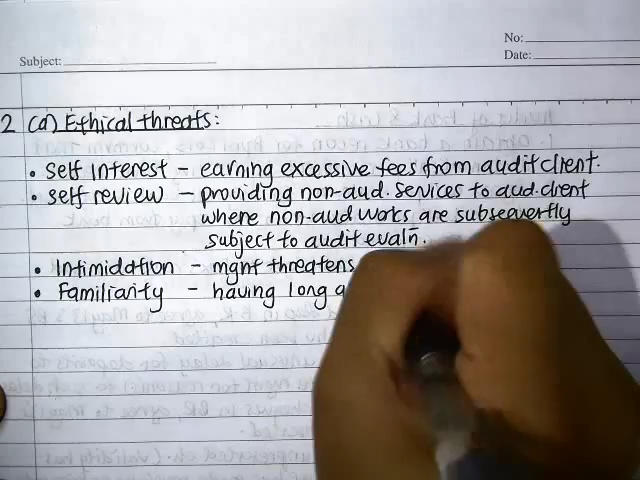 No:
Subject:
Date:
2 (a) Ethical threats:
• self interest – earning excessive fees from audit client.
• self review – providing non-aud. services to aud. client
where non-aud works are subsequently
subject to audit evaln.
• Intimidation – mgnt threatens
• Familiarity – having long a